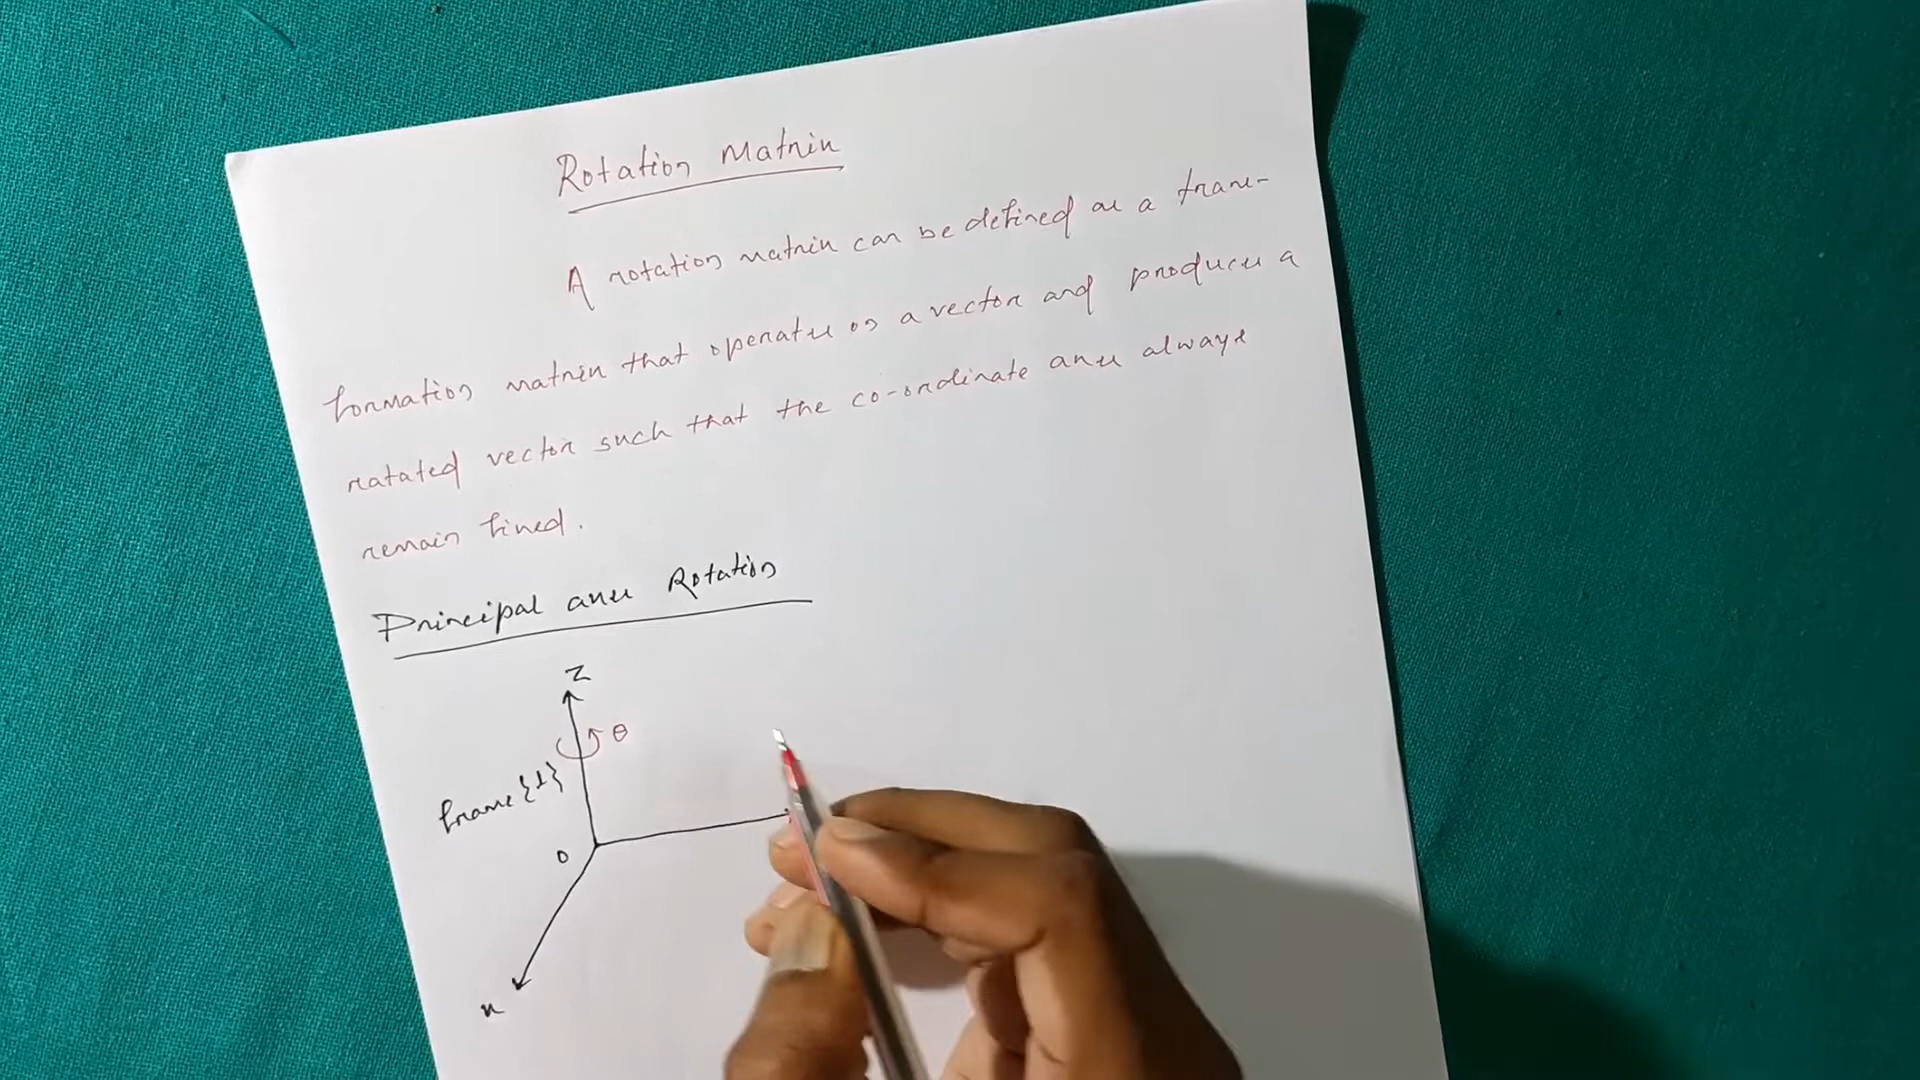 Rotation Matrix
A rotation matrix can be defined as a trans-
formation matrix that operates on a vector and produces a
ratated vector such that the co-ordinate axes always
remain fixed.
Principal axes Rotation
Z
θ
frame {1}
O
x